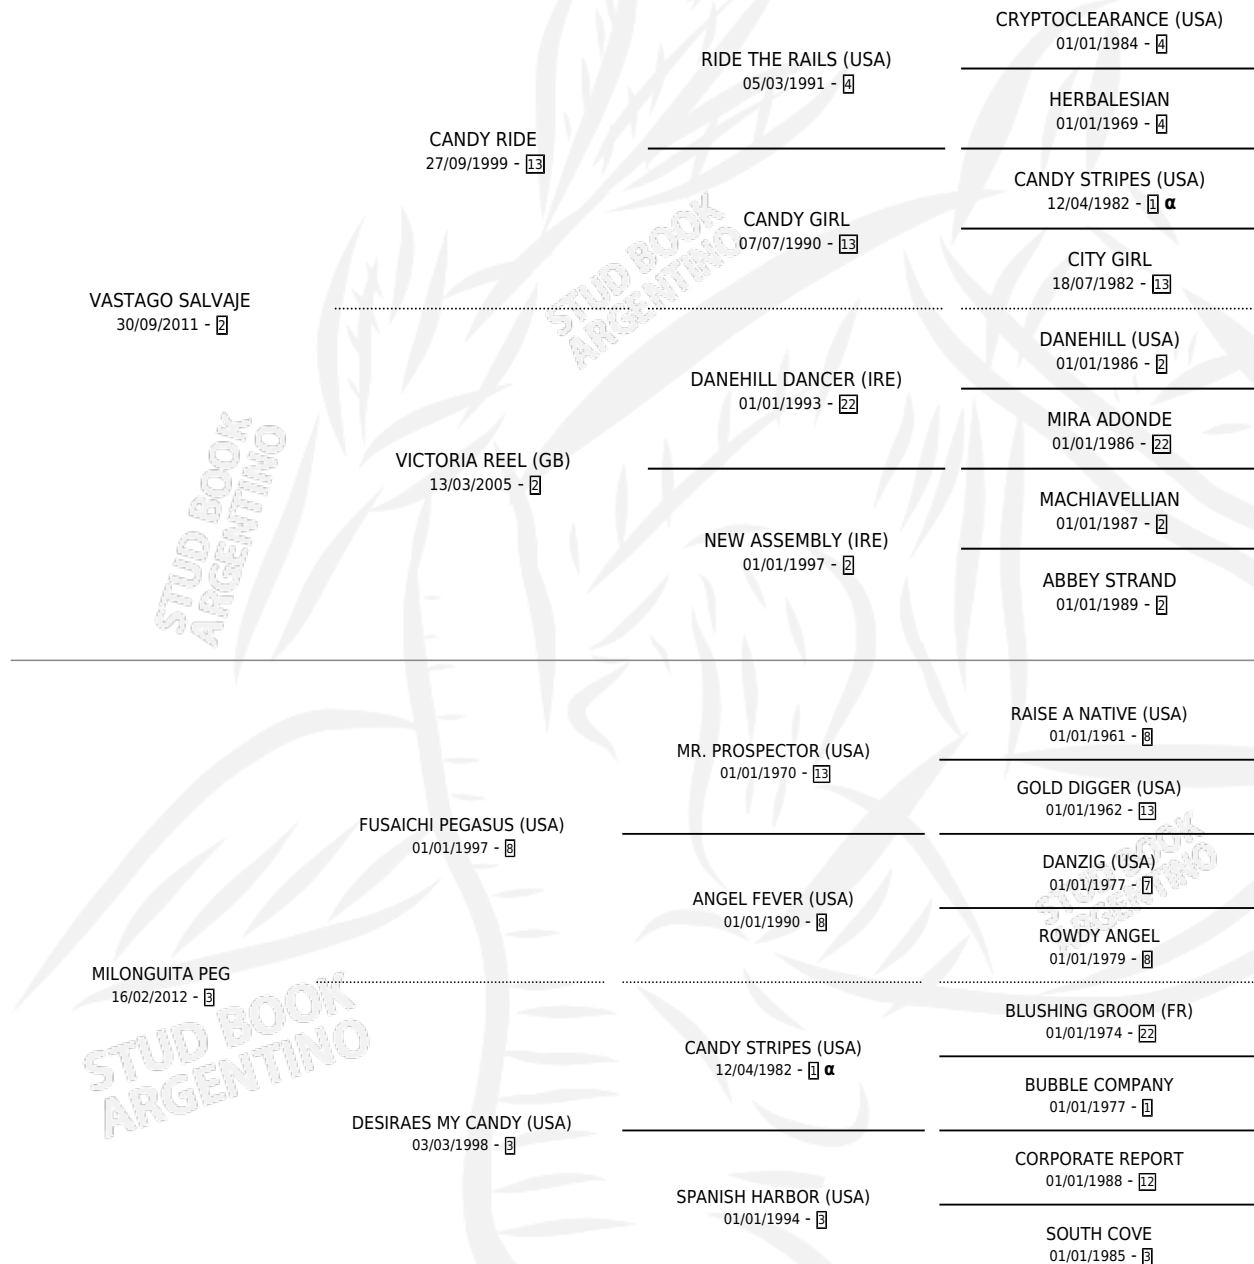 CRYPTOCLEARANCE (USA)
01/01/1984 - 4
RIDE THE RAILS (USA)
05/03/1991 - 4
HERBALESIAN
01/01/1969 - 4
CANDY RIDE
27/09/1999 - 13
CANDY STRIPES (USA)
12/04/1982 - 1 α
CANDY GIRL
07/07/1990 - 13
CITY GIRL
18/07/1982 - 13
VASTAGO SALVAJE
30/09/2011 - 2
DANEHILL (USA)
01/01/1986 - 2
DANEHILL DANCER (IRE)
01/01/1993 - 22
MIRA ADONDE
01/01/1986 - 22
VICTORIA REEL (GB)
13/03/2005 - 2
MACHIAVELLIAN
01/01/1987 - 2
NEW ASSEMBLY (IRE)
01/01/1997 - 2
ABBEY STRAND
01/01/1989 - 2
RAISE A NATIVE (USA)
01/01/1961 - 8
MR. PROSPECTOR (USA)
01/01/1970 - 13
GOLD DIGGER (USA)
01/01/1962 - 13
FUSAICHI PEGASUS (USA)
01/01/1997 - 8
DANZIG (USA)
01/01/1977 - 7
ANGEL FEVER (USA)
01/01/1990 - 8
ROWDY ANGEL
01/01/1979 - 8
MILONGUITA PEG
16/02/2012 - 3
BLUSHING GROOM (FR)
01/01/1974 - 22
CANDY STRIPES (USA)
12/04/1982 - 1 α
BUBBLE COMPANY
01/01/1977 - 1
DESIRAES MY CANDY (USA)
03/03/1998 - 3
CORPORATE REPORT
01/01/1988 - 12
SPANISH HARBOR (USA)
01/01/1994 - 3
SOUTH COVE
01/01/1985 - 3
STUD BOOK
ARGENTINO
STUD BOOK
ARGENTINO
STUD BOOK
ARGENTINO
STUD BOOK
ARGENTINO